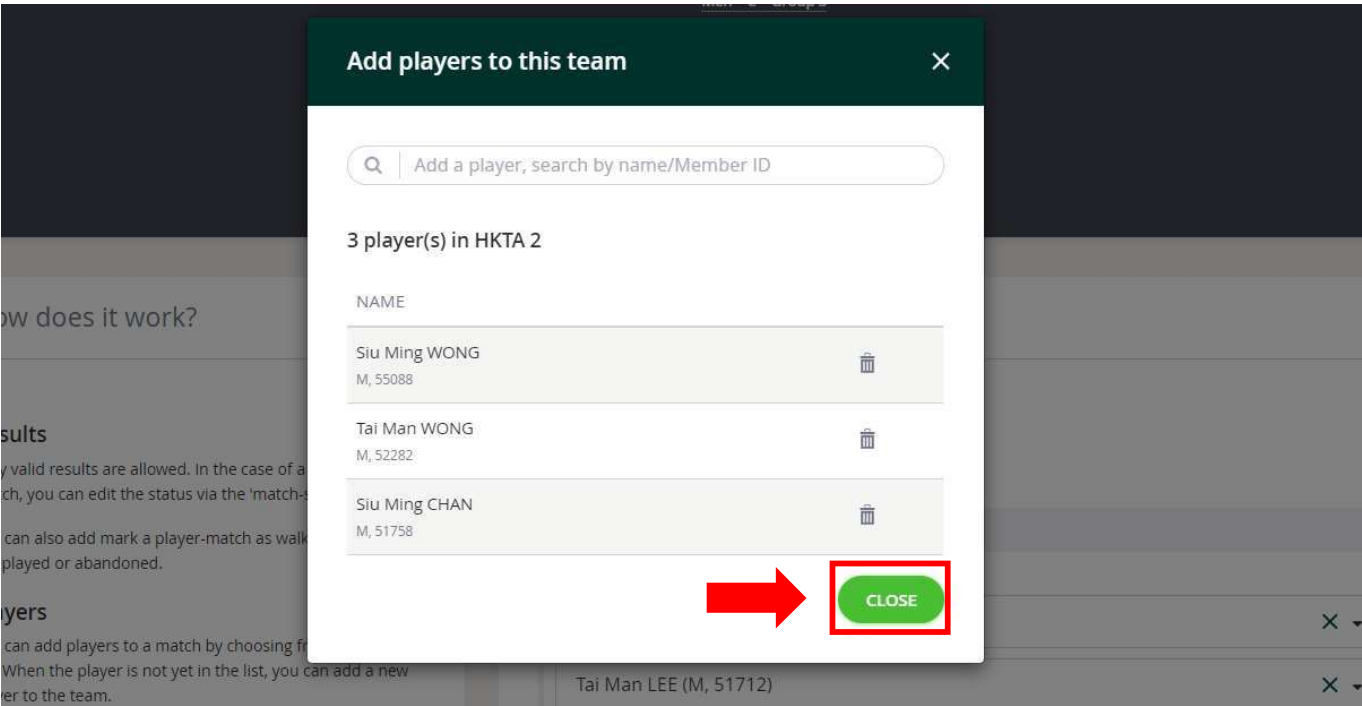 Add players to this team
Add a player, search by name/Member ID
3 player(s) in HKTA 2
NAME
Siu Ming WONG
M, 55088
Tai Man WONG
M, 52282
Siu Ming CHAN
M, 51758
CLOSE
ow does it work?
sults
y valid results are allowed. In the case of a
ch, you can edit the status via the 'match-s
can also add mark a player-match as walk
played or abandoned.
yers
can add players to a match by choosing fr
When the player is not yet in the list, you can add a new
er to the team.
Tai Man LEE (M, 51712)